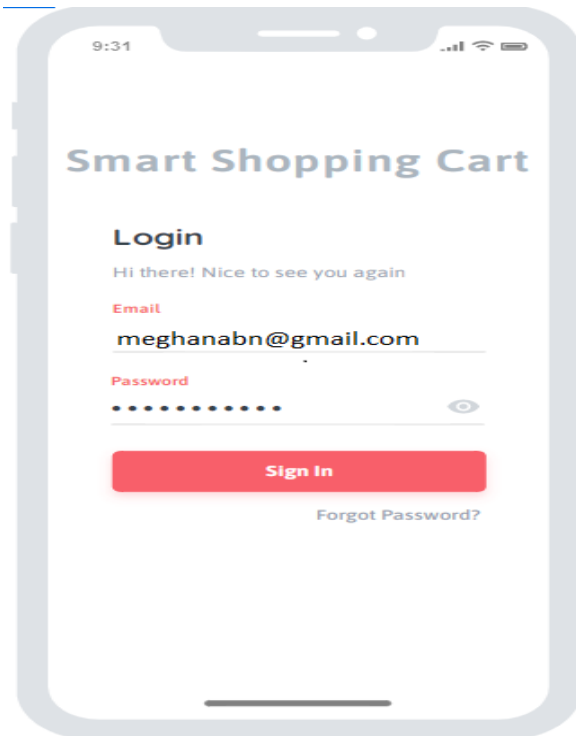 9:31
Smart Shopping Cart
Login
Hi there! Nice to see you again
Email
meghanabn@gmail.com
Password
•••••••••••
Sign In
Forgot Password?